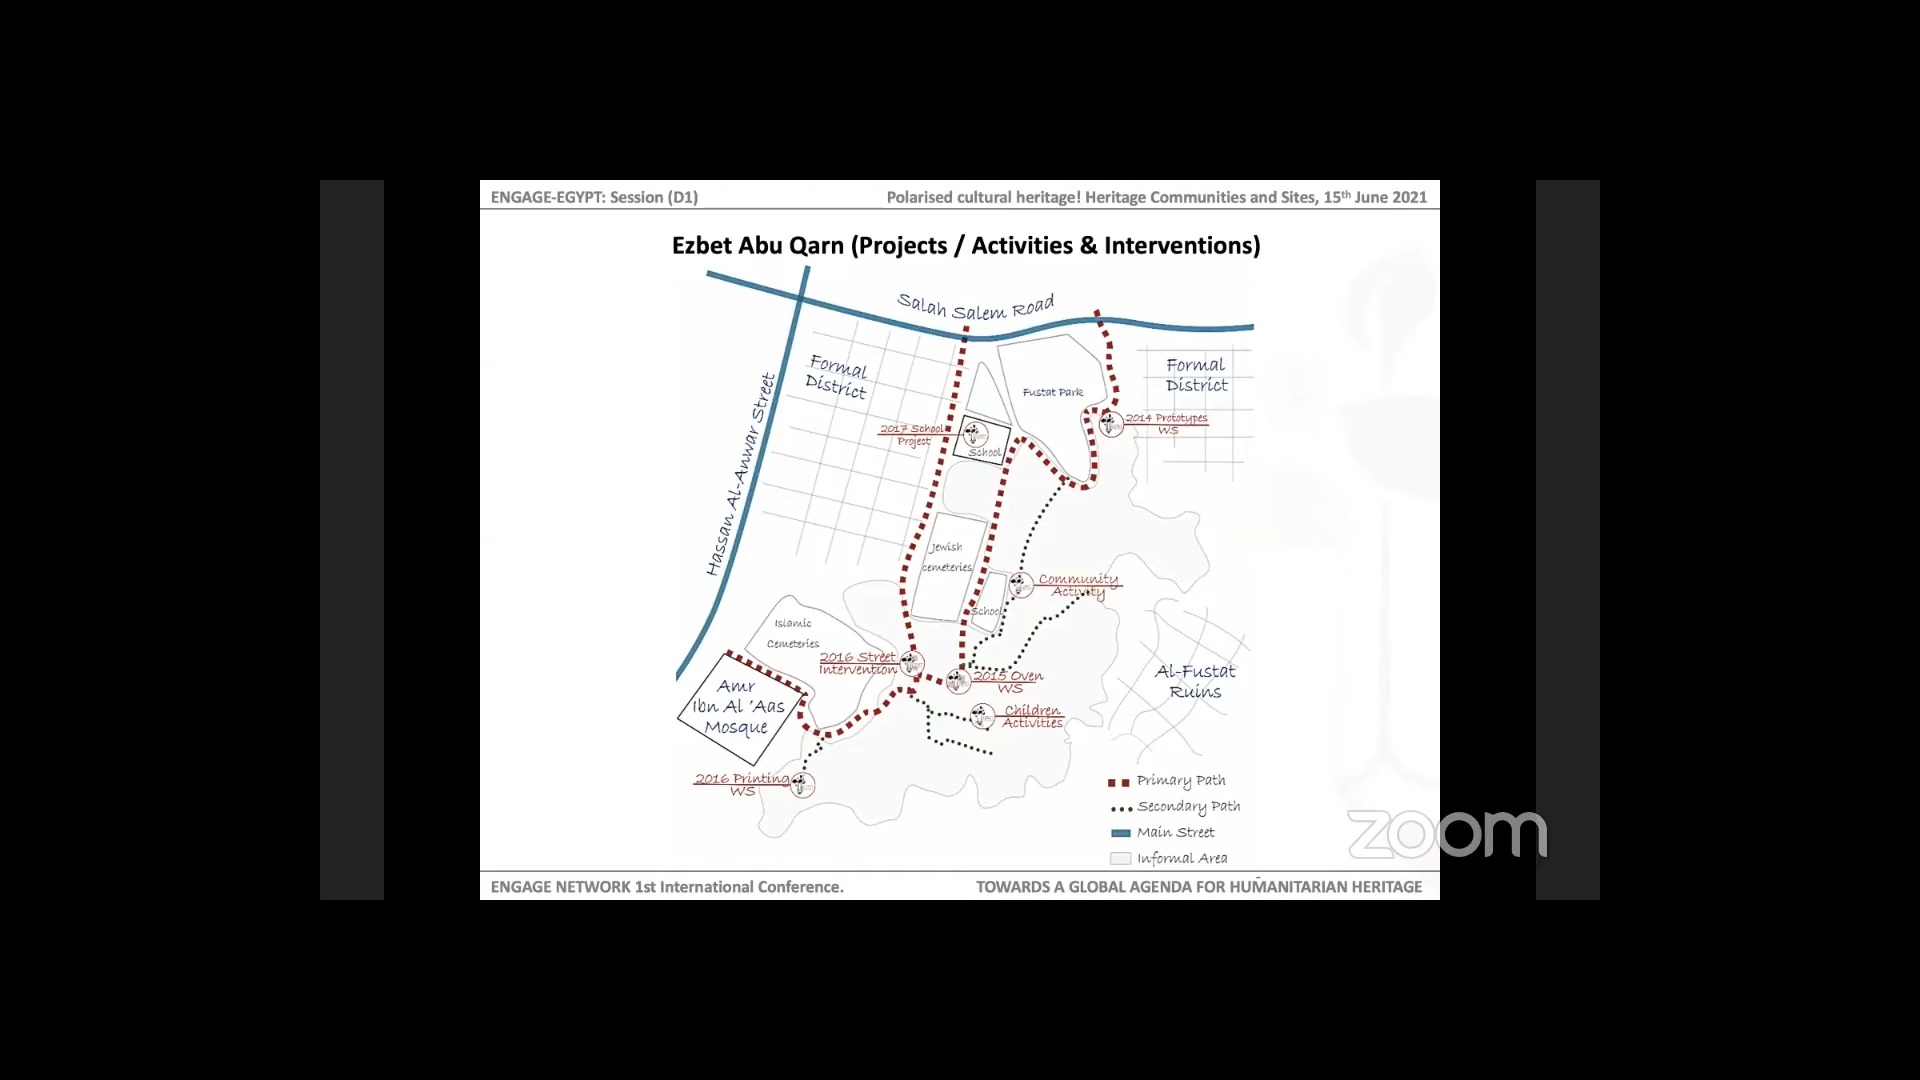 ENGAGE-EGYPT: Session (D1)
Polarised cultural heritage! Heritage Communities and Sites, 15th June 2021
Ezbet Abu Qarn (Projects / Activities & Interventions)
Salah Salem Road
Hassan Al-Anwar Street
Formal
District
Fustat Park
Formal
District
2014 Prototypes
WS
2017 School
Project
School
Jewish
cemeteries
Community
Activity
School
Islamic
Cemeteries
2016 Street
Intervention
2015 Oven
WS
Al-Fustat
Ruins
Amr
Ibn Al 'Aas
Mosque
Children
Activities
2016 Printing
WS
Primary Path
Secondary Path
Main Street
Informal Area
zoom
ENGAGE NETWORK 1st International Conference.
TOWARDS A GLOBAL AGENDA FOR HUMANITARIAN HERITAGE